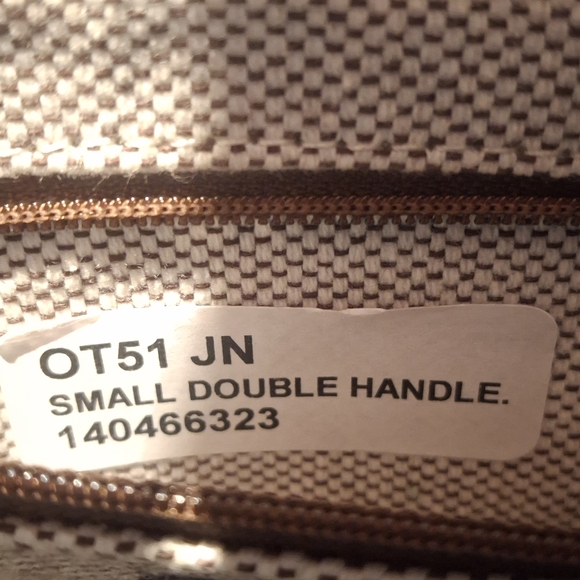 OT51 JN
SMALL DOUBLE HANDLE.
140466323